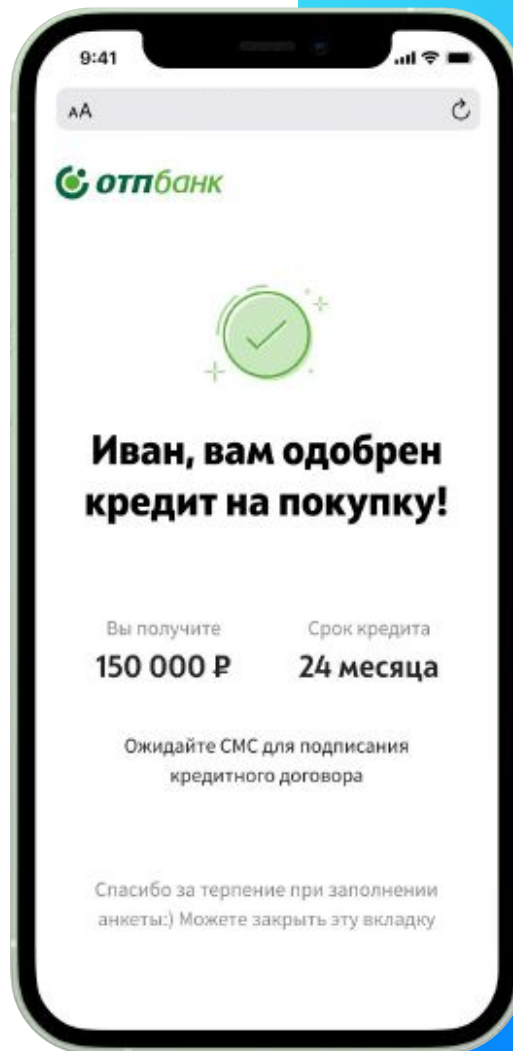 9:41
AA
отпбанк
Иван, вам одобрен
кредит на покупку!
Вы получите
150 000 ₽
Срок кредита
24 месяца
Ожидайте СМС для подписания
кредитного договора
Спасибо за терпение при заполнении
анкеты:) Можете закрыть эту вкладку